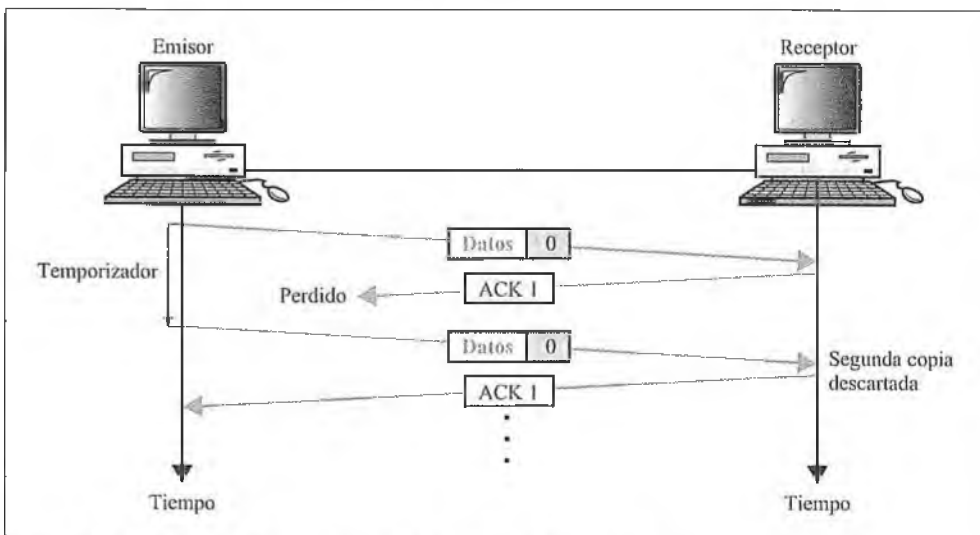 Emisor
Receptor
Datos 0
Temporizador
ACK 1
Perdido
Datos 0
Segunda copia
descartada
ACK 1
Tiempo
Tiempo